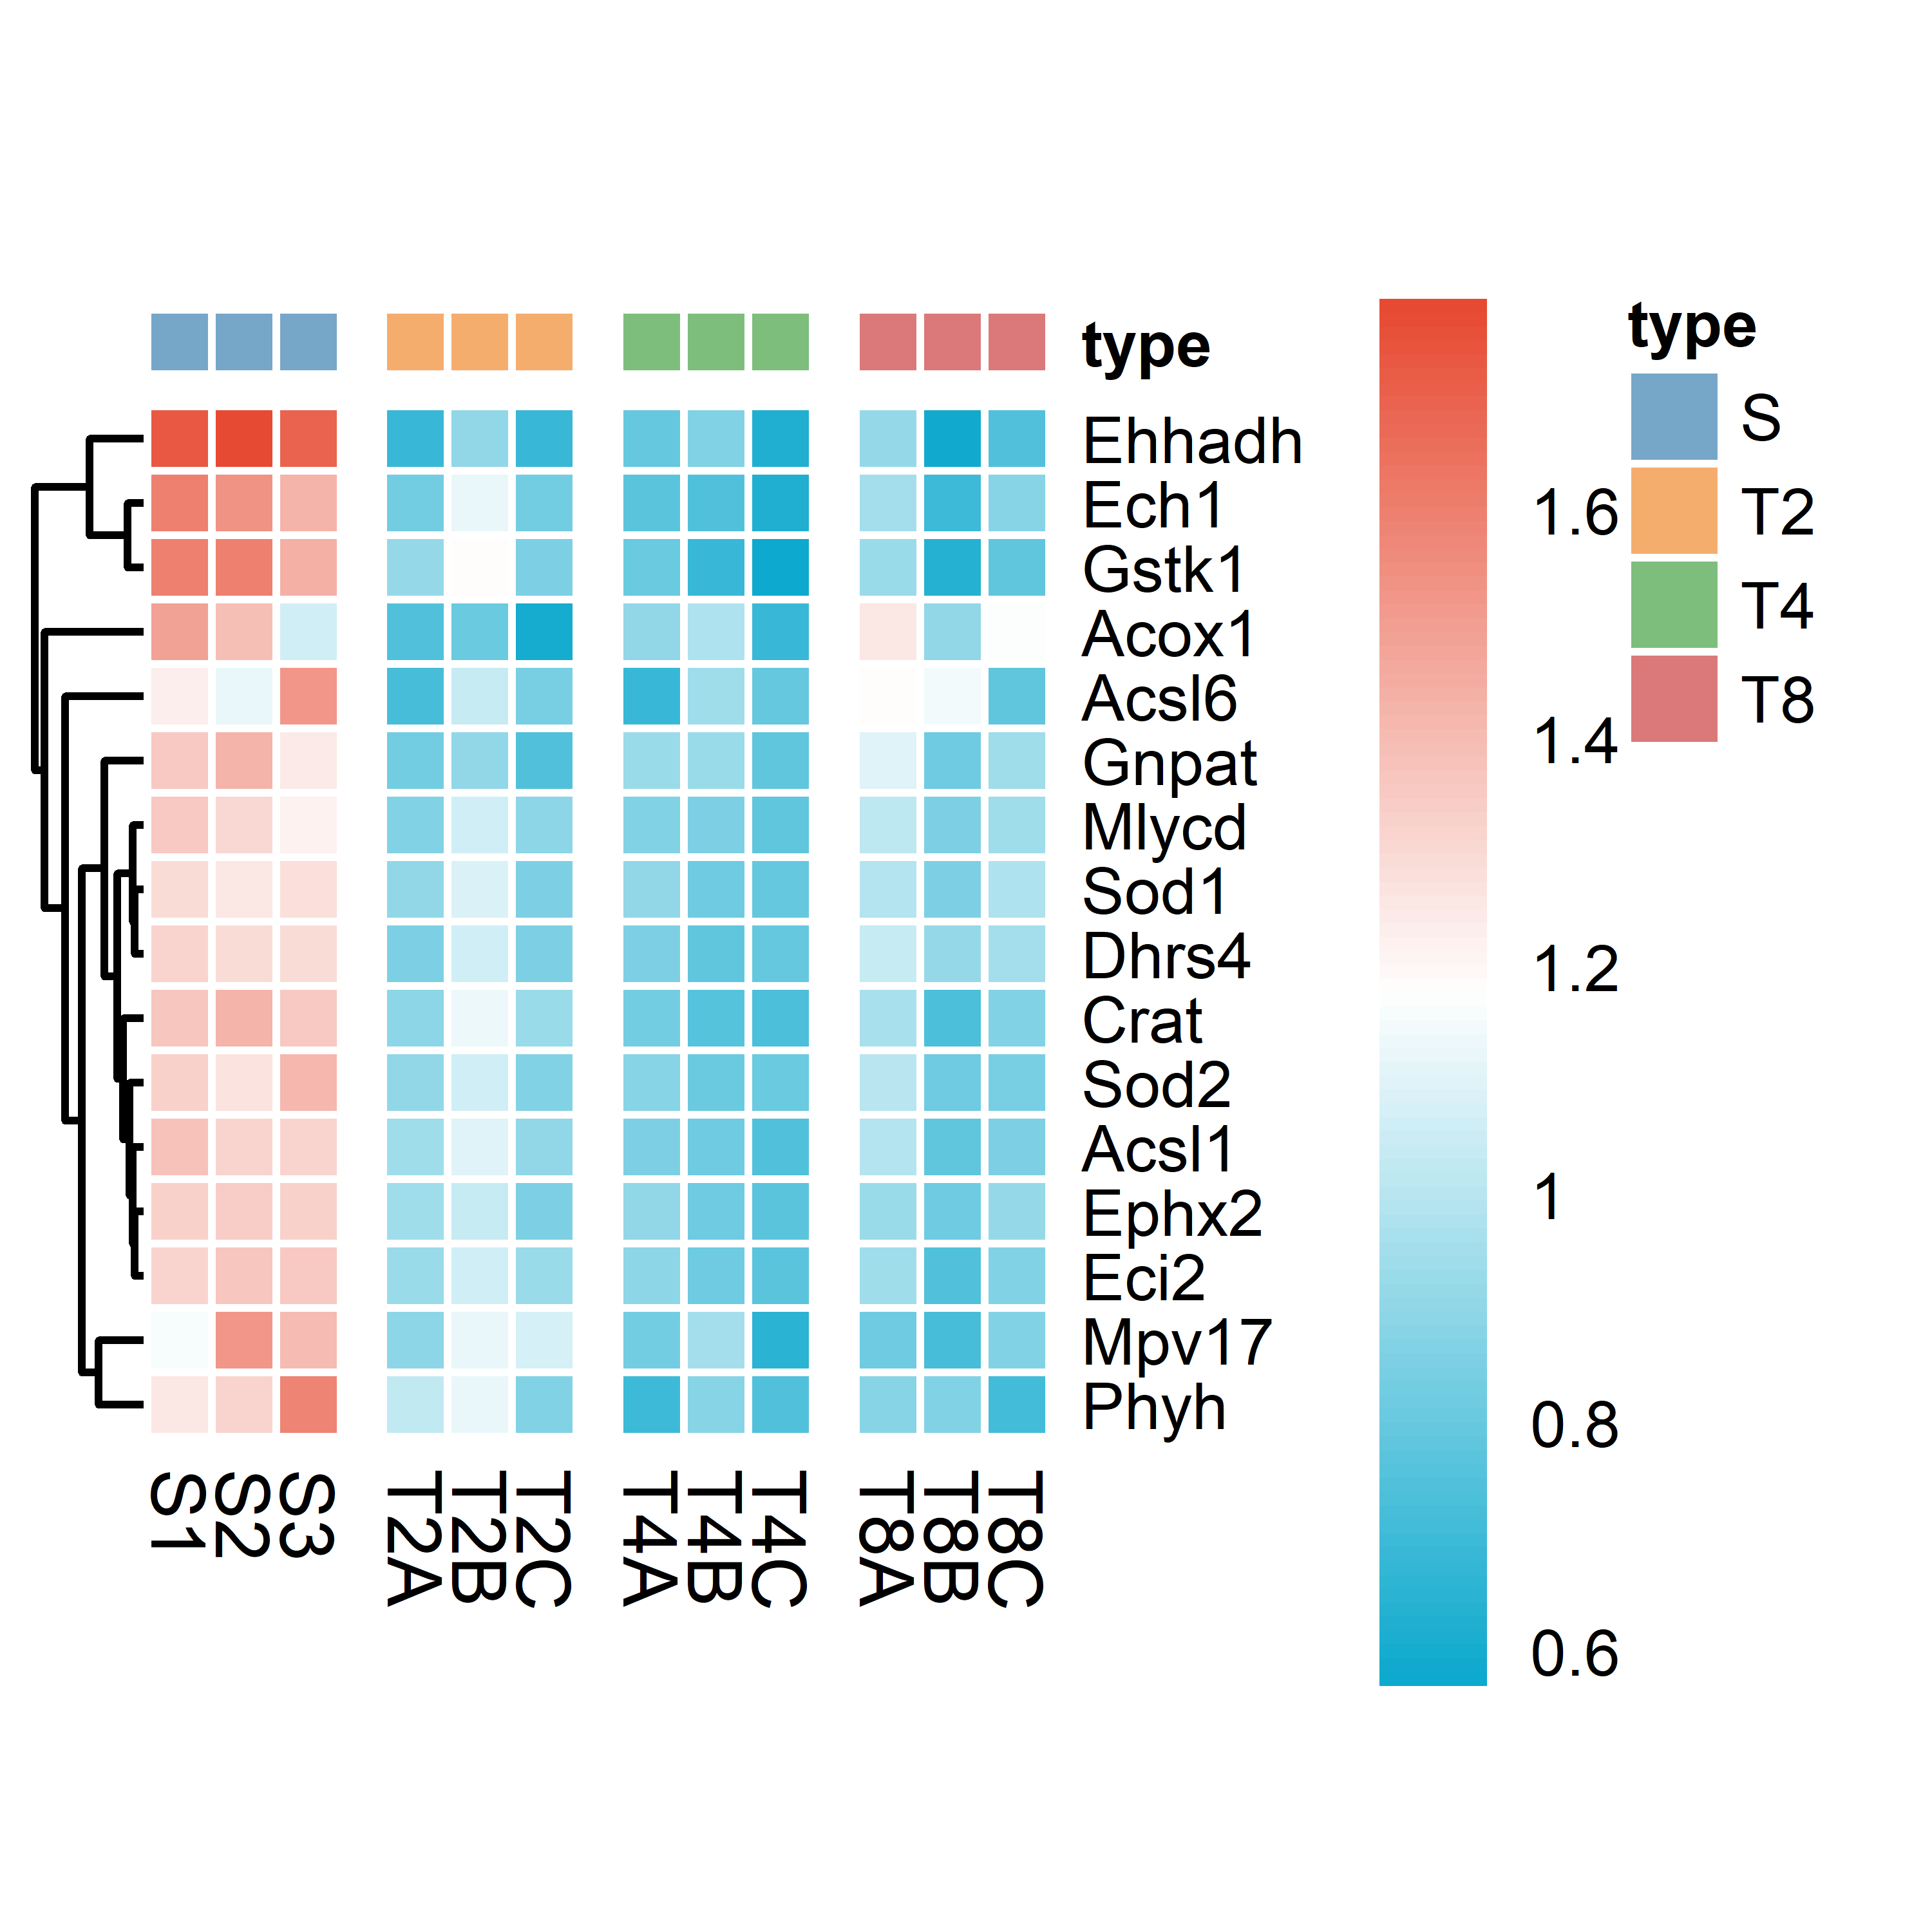 type
Ehhadh
Ech1
Gstk1
Acox1
Acsl6
Gnpat
Mlycd
Sod1
Dhrs4
Crat
Sod2
Acsl1
Ephx2
Eci2
Mpv17
Phyh
S1
S2
S3
T2A
T2B
T2C
T4A
T4B
T4C
T8A
T8B
T8C
1.6
1.4
1.2
1
0.8
0.6
type
S
T2
T4
T8